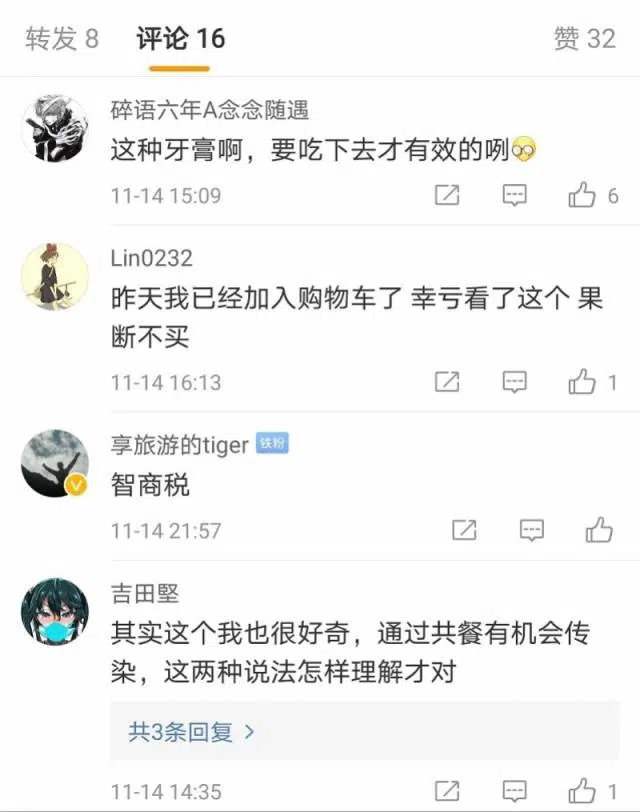 转发 8 评论 16 赞 32
碎语六年A念念随遇
这种牙膏啊，要吃下去才有效的咧
11-14 15:09 6
Lin0232
昨天我已经加入购物车了 幸亏看了这个 果
断不买
11-14 16:13 1
享旅游的tiger 铁粉
智商税
11-14 21:57
吉田堅
其实这个我也很好奇，通过共餐有机会传
染，这两种说法怎样理解才对
共3条回复 >
11-14 14:35 1